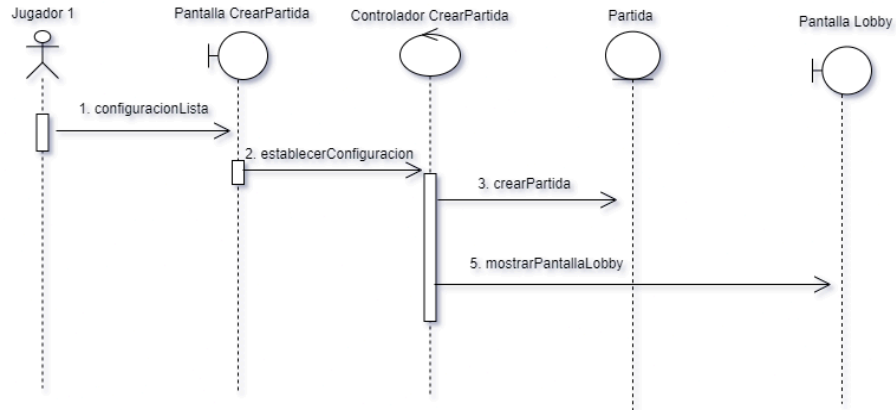 Jugador 1
Pantalla CrearPartida
Controlador CrearPartida
Partida
Pantalla Lobby
1. configuracionLista
2. establecerConfiguracion
3. crearPartida
5. mostrarPantallaLobby